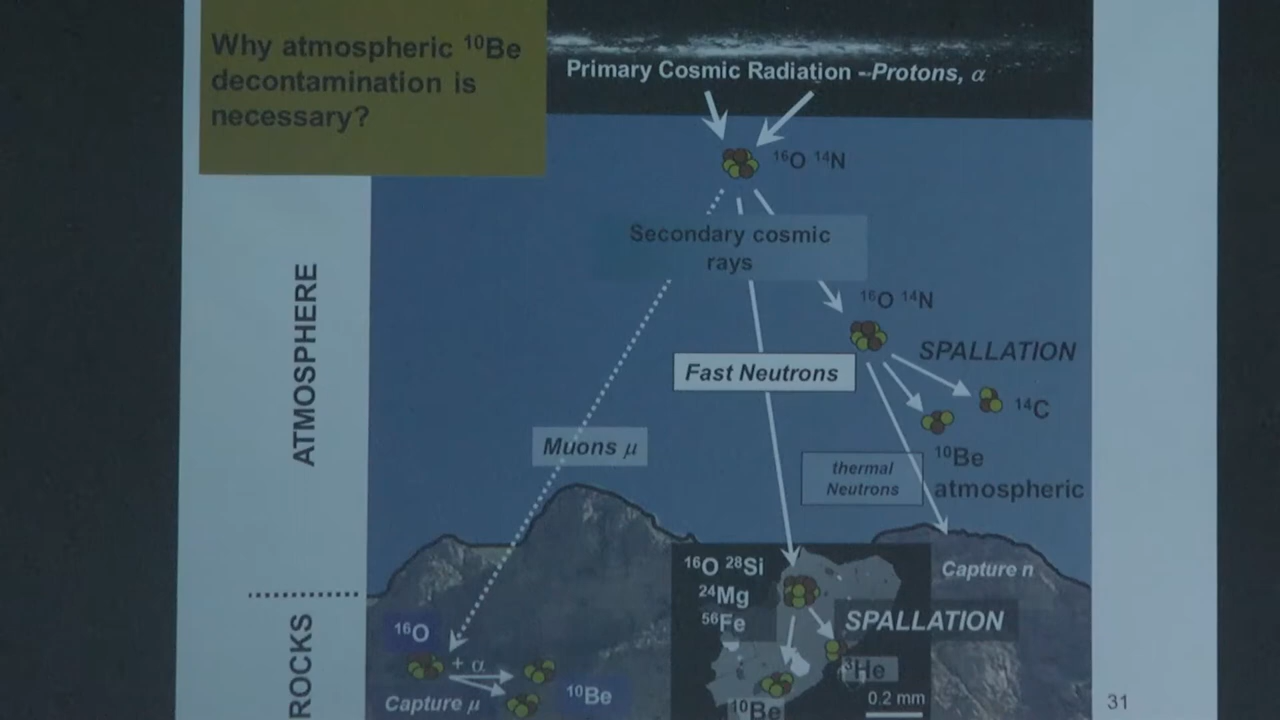 Why atmospheric ¹⁰Be
decontamination is
necessary?
Primary Cosmic Radiation -- Protons, α
¹⁶O ¹⁴N
Secondary cosmic
rays
¹⁶O ¹⁴N
SPALLATION
Fast Neutrons
¹⁴C
Muons μ
¹⁰Be
atmospheric
thermal
Neutrons
ATMOSPHERE
¹⁶O ²⁸Si
²⁴Mg
⁵⁶Fe
Capture n
SPALLATION
¹⁶O
+ α
³He
Capture μ
¹⁰Be
¹⁰Be
0.2 mm
ROCKS
31